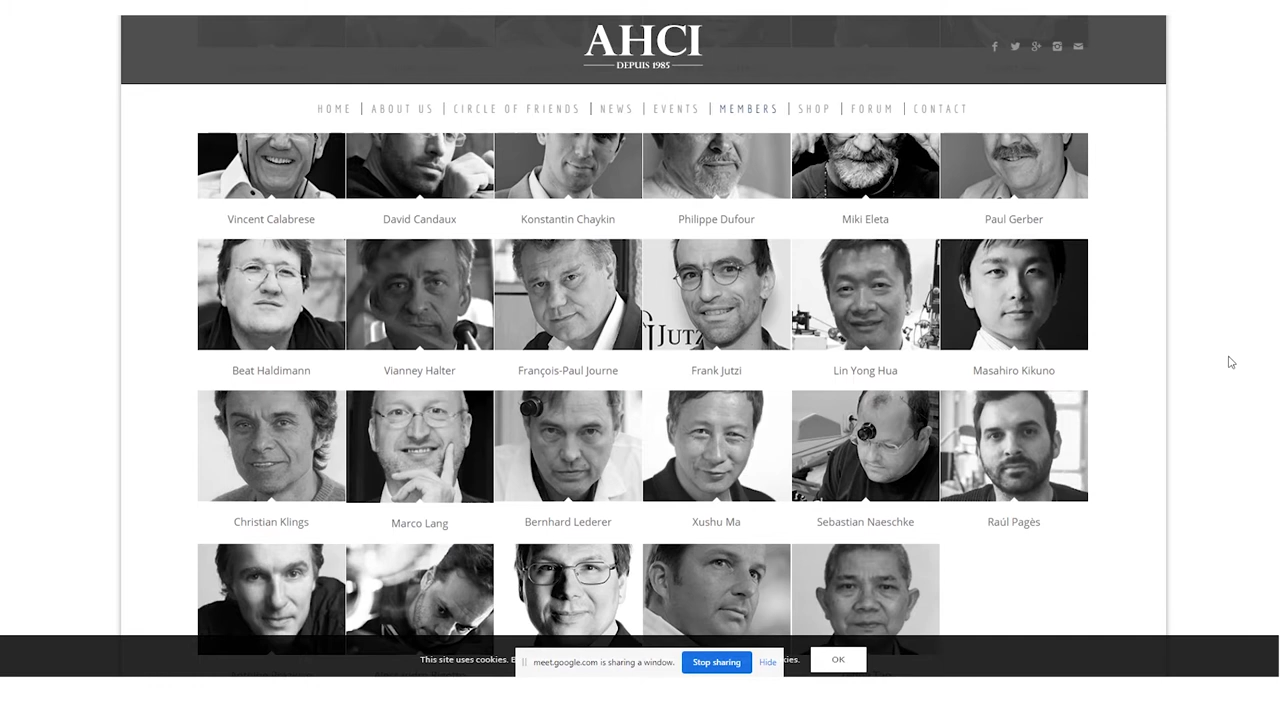 AHCI
DEPUIS 1985
HOME | ABOUT US | CIRCLE OF FRIENDS | NEWS | EVENTS | MEMBERS | SHOP | FORUM | CONTACT
Vincent Calabrese David Candaux Konstantin Chaykin Philippe Dufour Miki Eleta Paul Gerber
JUTZ
Beat Haldimann Vianney Halter François-Paul Journe Frank Jutzi Lin Yong Hua Masahiro Kikuno
Christian Klings Marco Lang Bernhard Lederer Xushu Ma Sebastian Naeschke Raúl Pagès
This site uses cookies. OK
meet.google.com is sharing a window. Stop sharing Hide